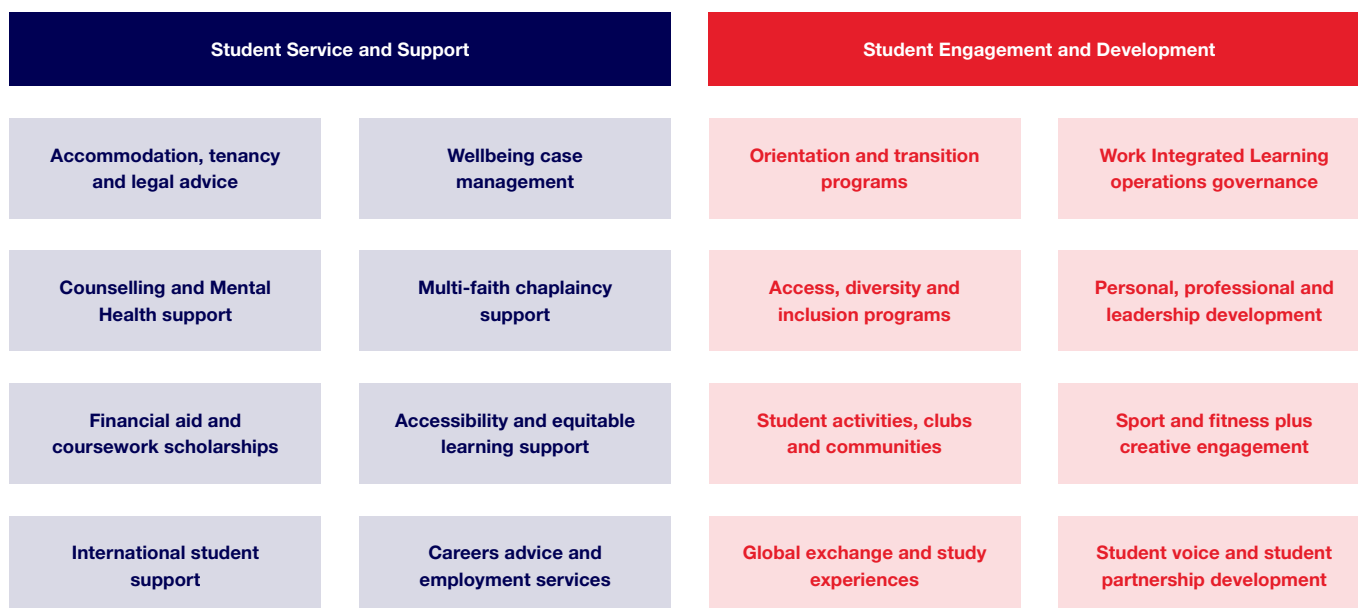 Student Service and Support
Student Engagement and Development
Accommodation, tenancy
and legal advice
Wellbeing case
management
Orientation and transition
programs
Work Integrated Learning
operations governance
Counselling and Mental
Health support
Multi-faith chaplaincy
support
Access, diversity and
inclusion programs
Personal, professional and
leadership development
Financial aid and
coursework scholarships
Accessibility and equitable
learning support
Student activities, clubs
and communities
Sport and fitness plus
creative engagement
International student
support
Careers advice and
employment services
Global exchange and study
experiences
Student voice and student
partnership development